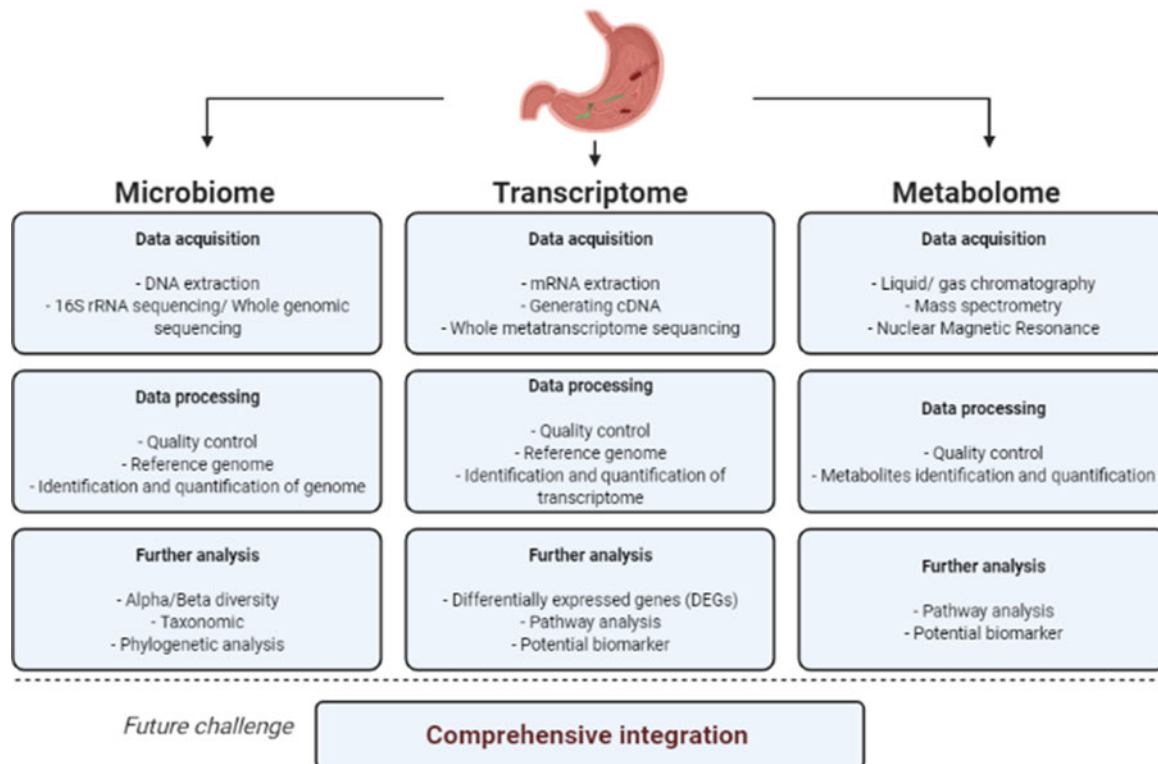 Microbiome
Data acquisition
- DNA extraction
- 16S rRNA sequencing/ Whole genomic
sequencing
Data processing
- Quality control
- Reference genome
- Identification and quantification of genome
Further analysis
- Alpha/Beta diversity
- Taxonomic
- Phylogenetic analysis
Transcriptome
Data acquisition
- mRNA extraction
- Generating cDNA
- Whole metatranscriptome sequancing
Data processing
- Quality control
- Reference genome
- Identification and quantification of
transcriptome
Further analysis
- Differentially expressed genes (DEGs)
- Pathway analysis
- Potential biomarker
Metabolome
Data acquisition
- Liquid/ gas chromatography
- Mass spectrometry
- Nuclear Magnetic Resonance
Data processing
- Quality control
- Metabolites identification and quantification
Further analysis
- Pathway analysis
- Potential biomarker
Future challenge
Comprehensive integration